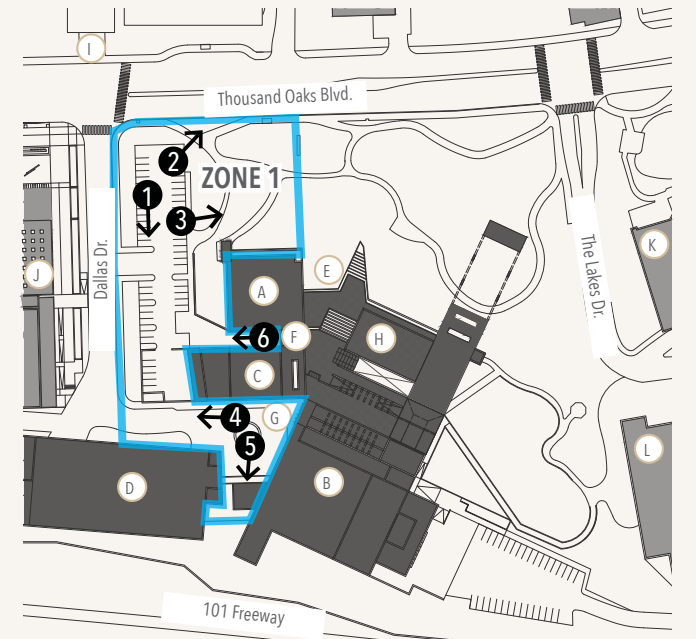 I
Thousand Oaks Blvd.
2
ZONE 1
1
3
Dallas Dr.
The Lakes Dr.
K
J
E
A
F
6
H
C
4
G
5
L
D
B
101 Freeway